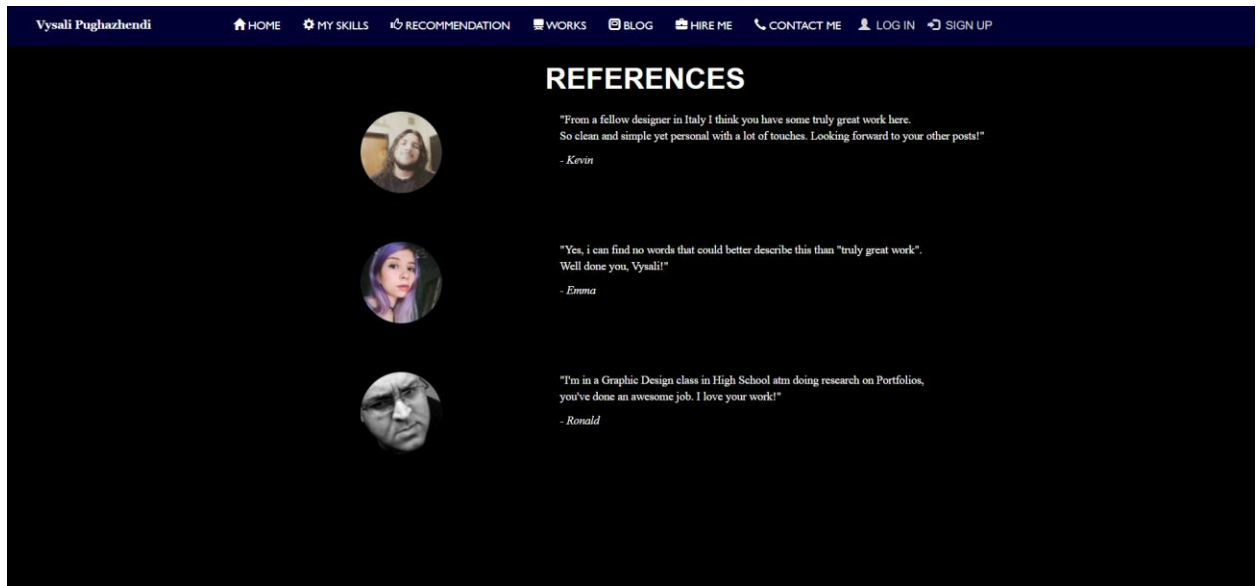 Vysali Pughazhendi HOME MY SKILLS RECOMMENDATION WORKS BLOG HIRE ME CONTACT ME LOG IN SIGN UP
REFERENCES
"From a fellow designer in Italy I think you have some truly great work here.
So clean and simple yet personal with a lot of touches. Looking forward to your other posts!"
- Kevin
"Yes, i can find no words that could better describe this than "truly great work".
Well done you, Vysali!"
- Emma
"I'm in a Graphic Design class in High School atm doing research on Portfolios,
you've done an awesome job. I love your work!"
- Ronald